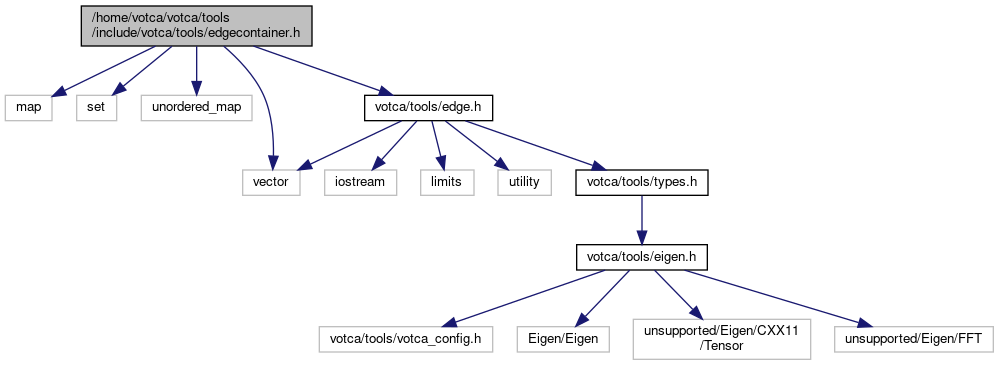 /home/votca/votca/tools
/include/votca/tools/edgecontainer.h
map
set
unordered_map
votca/tools/edge.h
vector
iostream
limits
utility
votca/tools/types.h
votca/tools/eigen.h
votca/tools/votca_config.h
Eigen/Eigen
unsupported/Eigen/CXX11
/Tensor
unsupported/Eigen/FFT